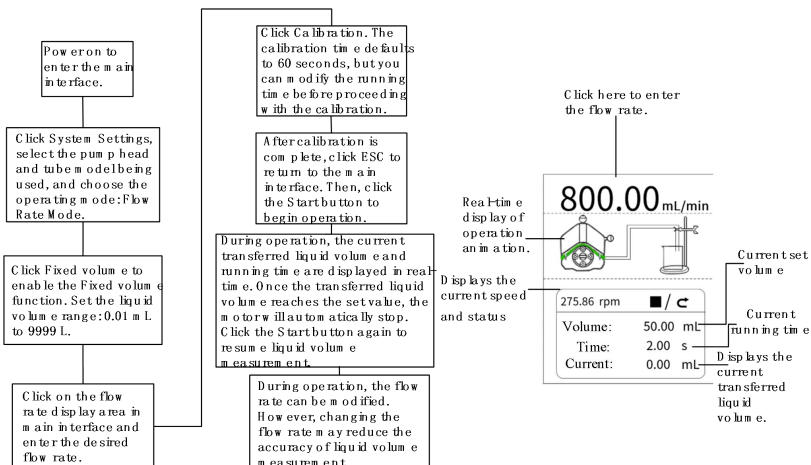 Power on to
enter the main
interface.
Click System Settings,
select the pump head
and tube model being
used, and choose the
operating mode: Flow
Rate Mode.
Click Fixed volume to
enable the Fixed volume
function. Set the liquid
volume range: 0.01 mL
to 9999 L.
Click on the flow
rate display area in
main interface and
enter the desired
flow rate.
Click Calibration. The
calibration time defaults
to 60 seconds, but you
can modify the running
time before proceeding
with the calibration.
After calibration is
complete, click ESC to
return to the main
interface. Then, click
the Start button to
begin operation.
During operation, the current
transferred liquid volume and
running time are displayed in real-
time. Once the transferred liquid
volume reaches the set value, the
motor will automatically stop.
Click the Start button again to
resume liquid volume
measurement.
During operation, the flow
rate can be modified.
However, changing the
flow rate may reduce the
accuracy of liquid volume
measurement
Click here to enter
the flow rate.
800.00 mL/min
Real-time
display of
operation
animation.
Displays the
current speed
and status
275.86 rpm
Volume: 50.00 mL
Time: 2.00 s
Current: 0.00 mL
Current set
volume
Current
running time
Displays the
current
transferred
liquid
volume.